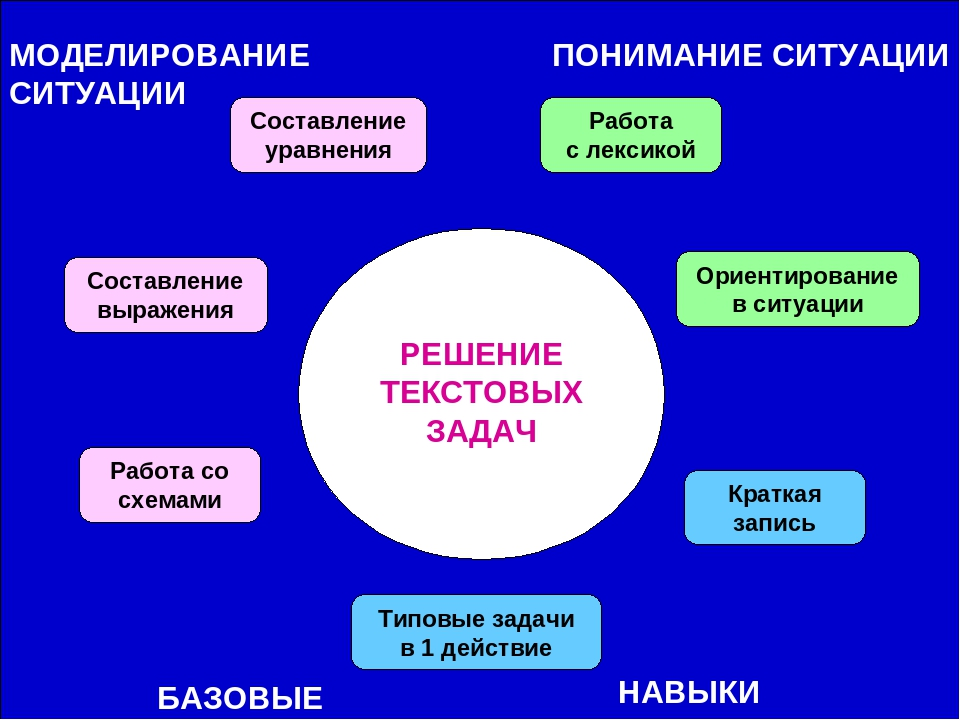 МОДЕЛИРОВАНИЕ
СИТУАЦИИ
ПОНИМАНИЕ СИТУАЦИИ
Составление
уравнения
Работа
с лексикой
Составление
выражения
Ориентирование
в ситуации
РЕШЕНИЕ
ТЕКСТОВЫХ
ЗАДАЧ
Работа со
схемами
Краткая
запись
Типовые задачи
в 1 действие
БАЗОВЫЕ
НАВЫКИ